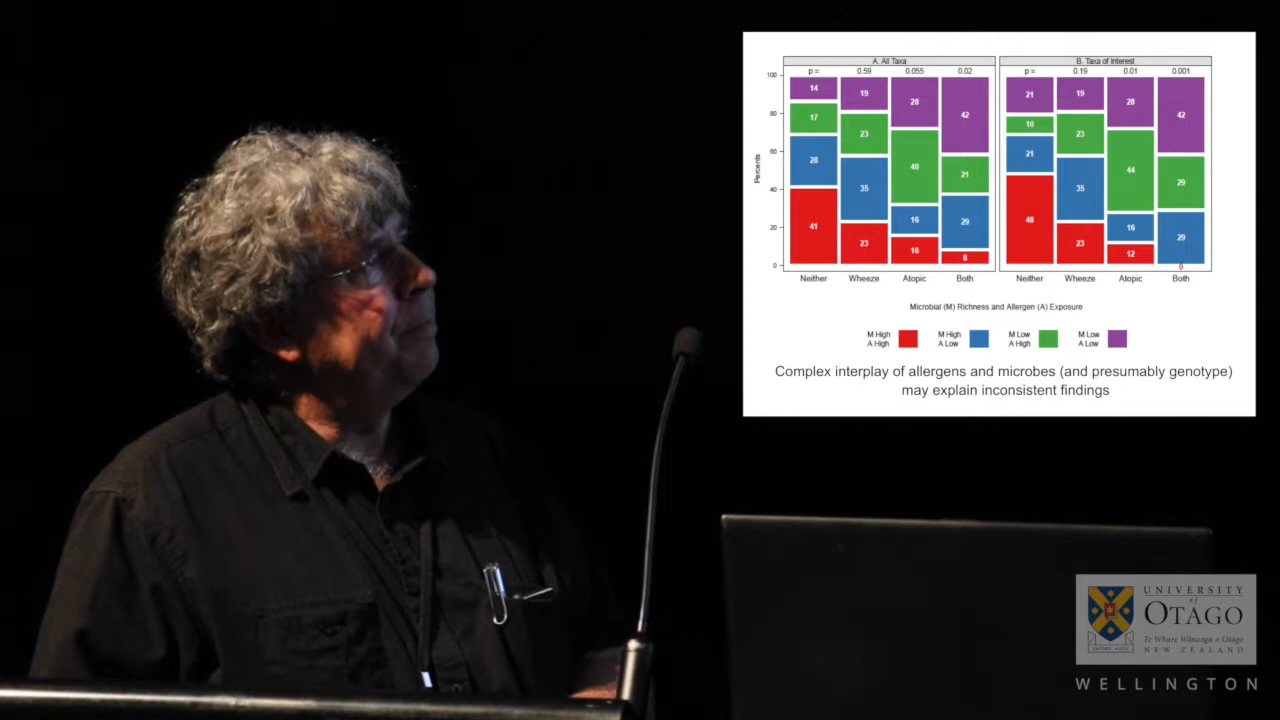 A. All Taxa
p =
0.59
0.055
0.02
B. Taxa of Interest
p =
0.19
0.01
0.001
Percents
100
80
60
40
20
0
14
17
28
41
19
23
35
23
28
40
16
16
42
21
29
8
21
10
21
48
19
23
35
23
28
44
16
12
42
29
29
0
Neither
Wheeze
Atopic
Both
Neither
Wheeze
Atopic
Both
Microbial (M) Richness and Allergen (A) Exposure
M High
A High
M High
A Low
M Low
A High
M Low
A Low
Complex interplay of allergens and microbes (and presumably genotype)
may explain inconsistent findings
UNIVERSITY
of
OTAGO
Te Whare Wānanga o Otāgo
NEW ZEALAND
SAPERE AUDE
WELLINGTON